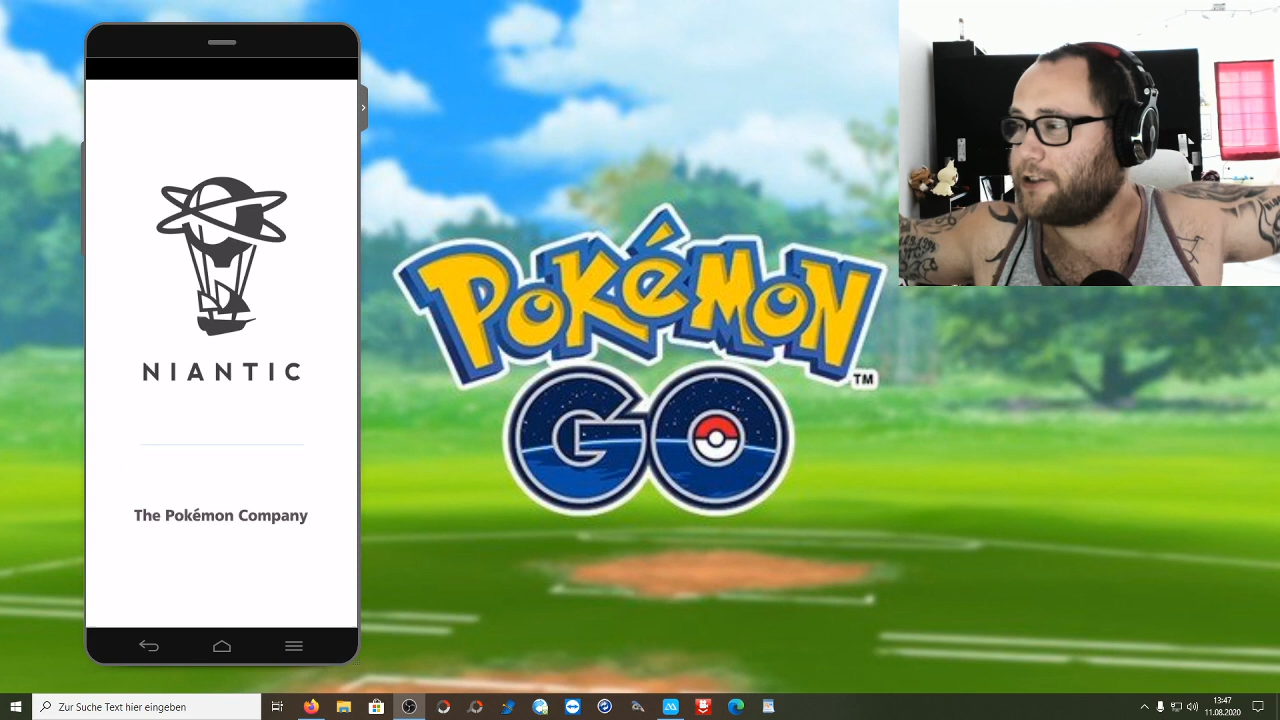 NIANTIC
The Pokémon Company
POKéMON
TM
GO
Zur Suche Text hier eingeben
13:47
11.08.2020